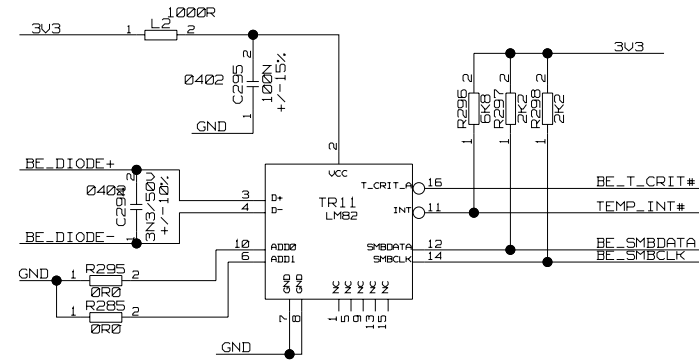 1000R
3V3 1 L2 2
3V3
0402
C295
100N
+/-15%
2
1
GND
R296
6K8
R297
2K2
R298
2K2
2 2 2
1 1 1
2
VCC
BE_DIODE+
0402
C294
3N3/50V
+/-10%
2
1
BE_DIODE-
3 D+
4 D-
TR11
LM82
T_CRIT_A 16 BE_T_CRIT#
INT 11 TEMP_INT#
10 ADD0
6 ADD1
SMBDATA 12 BE_SMBDATA
SMBCLK 14 BE_SMBCLK
GND 1 R295 2
0R0
1 R285 2
0R0
GND GND NC NC NC NC NC
7 8 1 5 9 13 15
GND